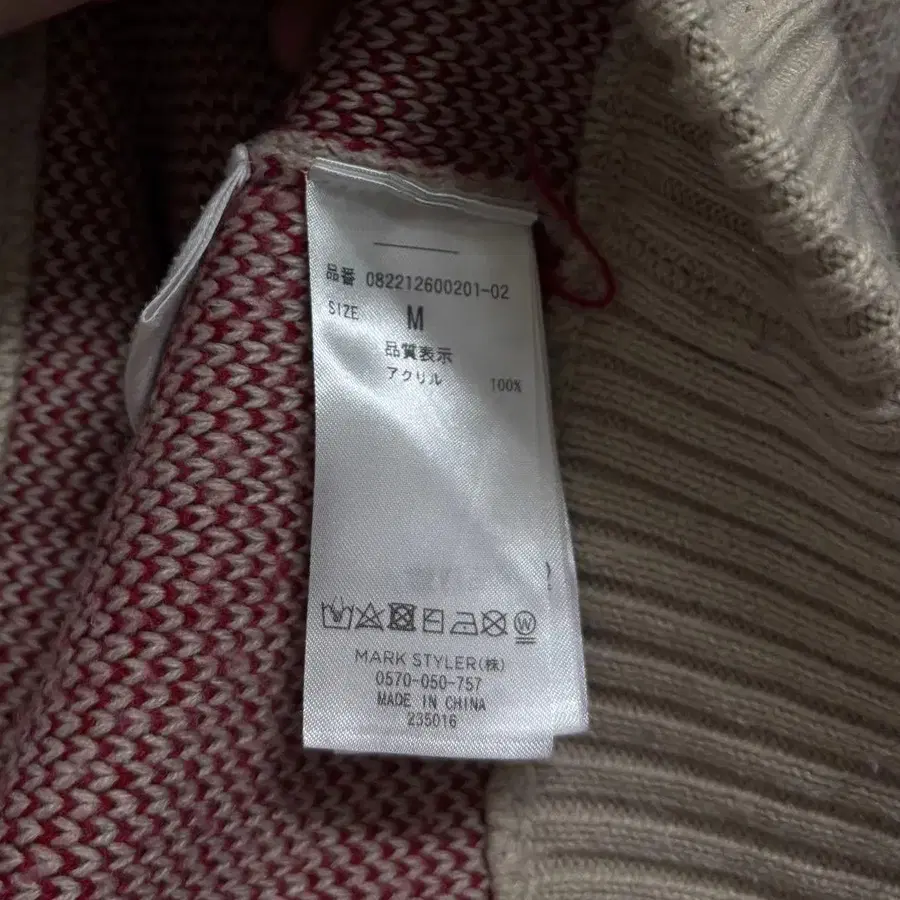 品番 082212600201-02
SIZE M
品質表示
アクリル 100%
MARK STYLER(株)
0570-050-757
MADE IN CHINA
235016